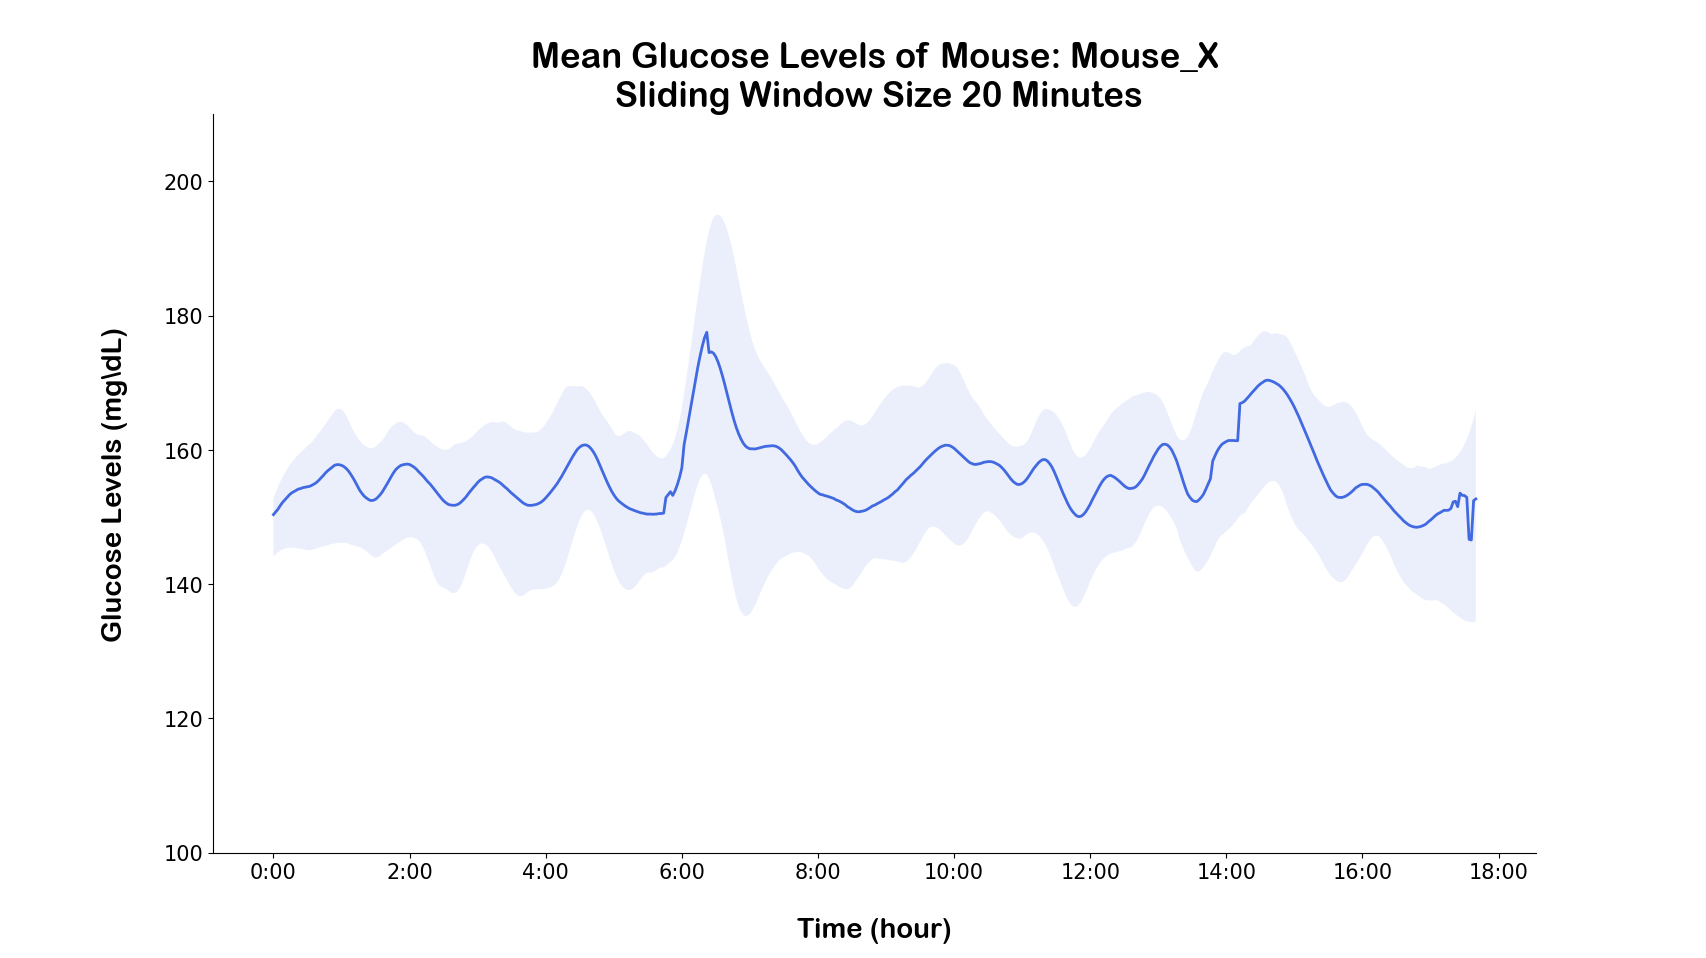 Mean Glucose Levels of Mouse: Mouse_X
Sliding Window Size 20 Minutes
Glucose Levels (mg\dL)
200
180
160
140
120
100
0:00 2:00 4:00 6:00 8:00 10:00 12:00 14:00 16:00 18:00
Time (hour)